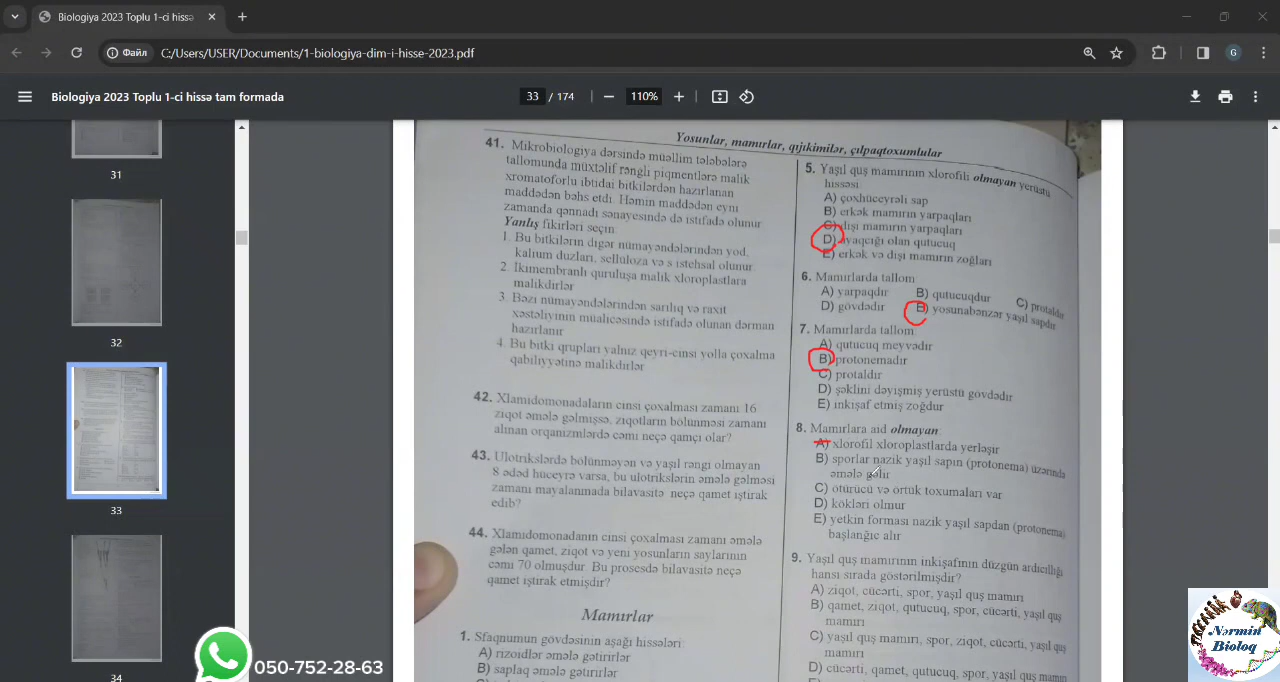 Biologiya 2023 Toplu 1-ci hissə
Файл
C:/Users/USER/Documents/1-biologiya-dim-i-hisse-2023.pdf
G
Biologiya 2023 Toplu 1-ci hissə tam formada
33 / 174
110%
31
32
33
34
Yosunlar, mamırlar, qıjıkimilər, çılpaqtoxumlular
41. Mikrobiologiya dərsində müəllim tələbələrə
tallomunda müxtəlif rəngli piqmentlərə malik
xromatoforlu ibtidai bitkilərdən hazırlanan
maddədən bəhs etdi. Həmin maddədən eyni
zamanda qənnadı sənayesində də istifadə olunur
Yanlış fikirləri seçin:
1. Bu bitkilərin digər nümayəndələrindən yod,
kalium duzları, selluloza və s istehsal olunur.
2. İkimembranlı quruluşa malik xloroplastlara
malikdirlər
3. Bəzi nümayəndələrindən sarılıq və raxit
xəstəliyinin müalicəsində istifadə olunan dərman
hazırlanır
4. Bu bitki qrupları yalnız qeyri-cinsi yolla çoxalma
qabiliyyətinə malikdirlər
42. Xlamidomonadaların cinsi çoxalması zamanı 16
ziqot əmələ gəlmişsə, ziqotların bölünməsi zamanı
alınan orqanizmlərdə cəmi neçə qamçı olar?
43. Ulotrikslərdə bölünməyən və yaşıl rəngi olmayan
8 ədəd hüceyrə varsa, bu ulotrikslərin əmələ gəlməsi
zamanı mayalanmada bilavasitə neçə qamet iştirak
edib?
44. Xlamidomonadanın cinsi çoxalması zamanı əmələ
gələn qamet, ziqot və yeni yosunların saylarının
cəmi 70 olmuşdur. Bu prosesdə bilavasitə neçə
qamet iştirak etmişdir?
Mamırlar
1. Sfaqnumun gövdəsinin aşağı hissələri:
A) rizoidlər əmələ gətirirlər
B) saplaq əmələ gətirirlər
5. Yaşıl quş mamırının xlorofili olmayan yerüstü
hissəsi:
A) çoxhüceyrəli sap
B) erkək mamırın yarpaqları
C) dişi mamırın yarpaqları
D) ayaqcığı olan qutucuq
E) erkək və dişi mamırın zoğları
6. Mamırlarda tallom
A) yarpaqdır B) qutucuqdur C) protaldır
D) gövdədir E) yosunabənzər yaşıl sapdır
7. Mamırlarda tallom:
A) qutucuq meyvədir
B) protonemadır
C) protaldır
D) şəklini dəyişmiş yerüstü gövdədir
E) inkişaf etmiş zoğdur
8. Mamırlara aid olmayan:
A) xlorofil xloroplastlarda yerləşir
B) sporlar nazik yaşıl sapın (protonema) üzərində
əmələ gəlir
C) ötürücü və örtük toxumaları var
D) kökləri olmur
E) yetkin forması nazik yaşıl sapdan (protonema)
başlanğıc alır
9. Yaşıl quş mamırının inkişafının düzgün ardıcıllığı
hansı sırada göstərilmişdir?
A) ziqot, cücərti, spor, yaşıl quş mamırı
B) qamet, ziqot, qutucuq, spor, cücərti, yaşıl quş
mamırı
C) yaşıl quş mamırı, spor, ziqot, cücərti, yaşıl quş
mamırı
D) cücərti, qamet, qutucuq, spor, yaşıl quş mamırı
050-752-28-63
Nərmin
Bioloq